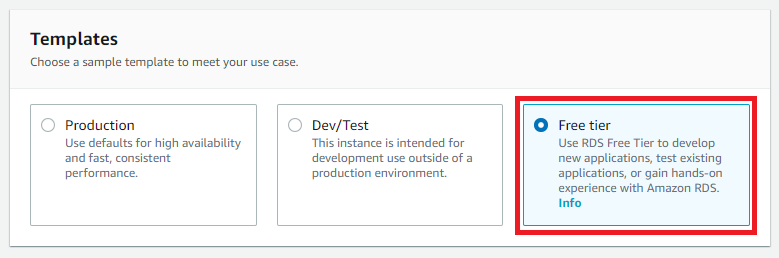 Templates
Choose a sample template to meet your use case.
Production
Use defaults for high availability
and fast, consistent
performance.
Dev/Test
This instance is intended for
development use outside of a
production environment.
Free tier
Use RDS Free Tier to develop
new applications, test existing
applications, or gain hands-on
experience with Amazon RDS.
Info